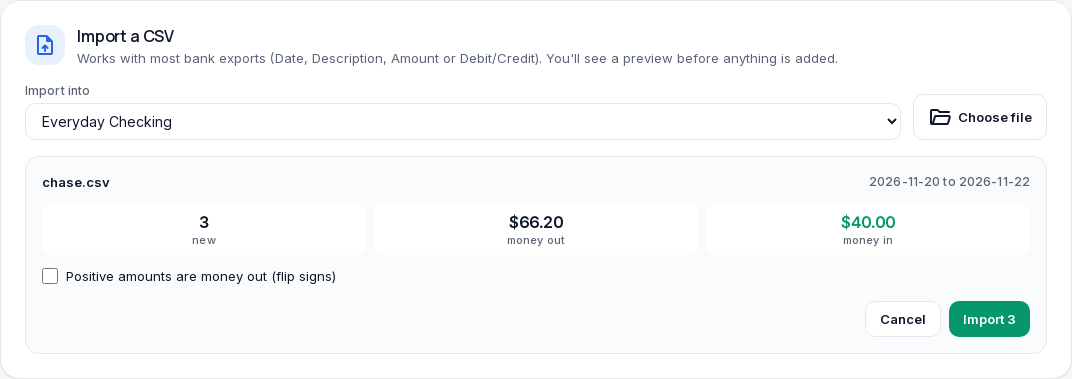 Import a CSV
Works with most bank exports (Date, Description, Amount or Debit/Credit). You'll see a preview before anything is added.
Import into
Everyday Checking
Choose file
chase.csv
2026-11-20 to 2026-11-22
3
new
$66.20
money out
$40.00
money in
Positive amounts are money out (flip signs)
Cancel
Import 3